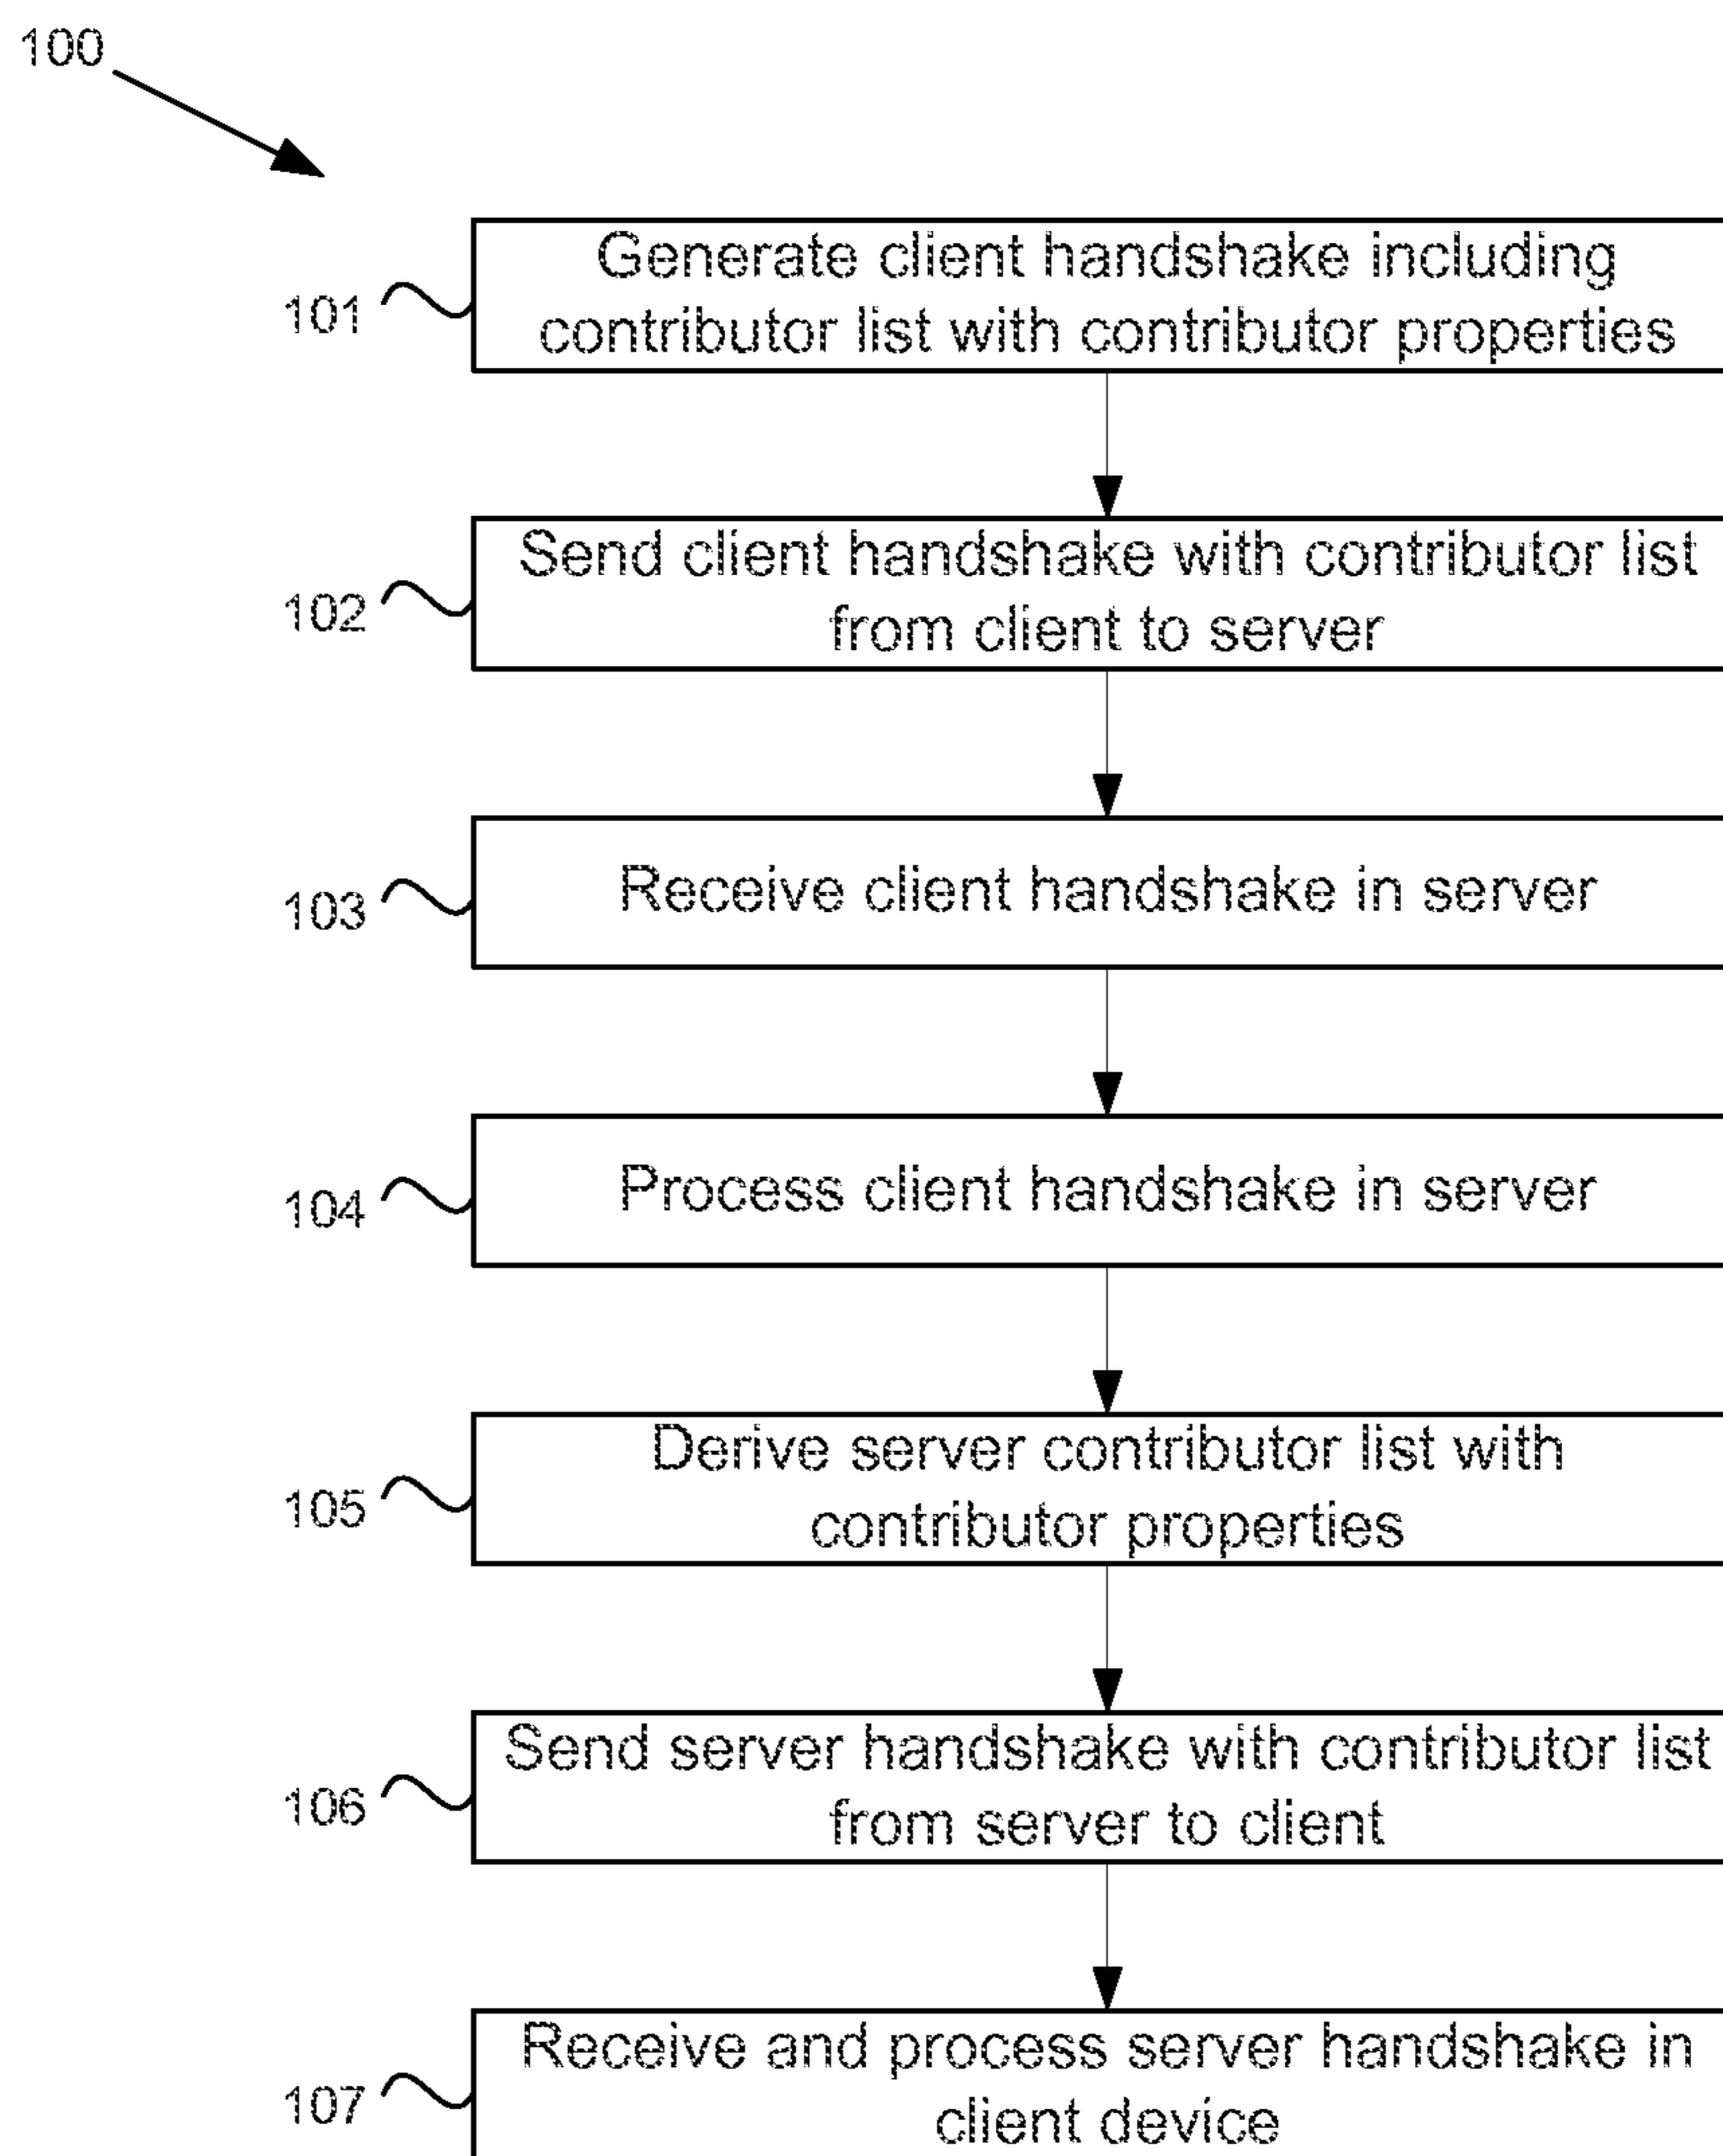 100
Generate client handshake including
contributor list with contributor properties
101
Send client handshake with contributor list
from client to server
102
Receive client handshake in server
103
Process client handshake in server
104
Derive server contributor list with
contributor properties
105
Send server handshake with contributor list
from server to client
106
Receive and process server handshake in
client device
107